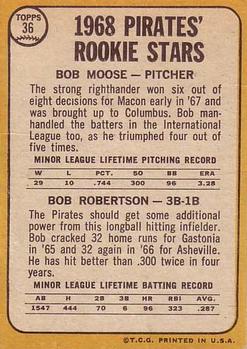 TOPPS
36
1968 PIRATES'
ROOKIE STARS
BOB MOOSE — PITCHER
The strong righthander won six out of
eight decisions for Macon early in '67 and
was brought up to Columbus. Bob man-
handled the batters in the International
League too, as he triumphed four out of
five times.
MINOR LEAGUE LIFETIME PITCHING RECORD
W L PCT. SO BB ERA
29 10 .744 300 96 3.28
BOB ROBERTSON — 3B-1B
The Pirates should get some additional
power from this longball hitting infielder.
Bob cracked 32 home runs for Gastonia
in '65 and 32 again in '66 for Asheville.
He has hit better than .300 twice in four
years.
MINOR LEAGUE LIFETIME BATTING RECORD
AB H 2B 3B HR RBI AVG.
1547 444 70 6 96 323 .287
©T.C.G. PRINTED IN U.S.A.